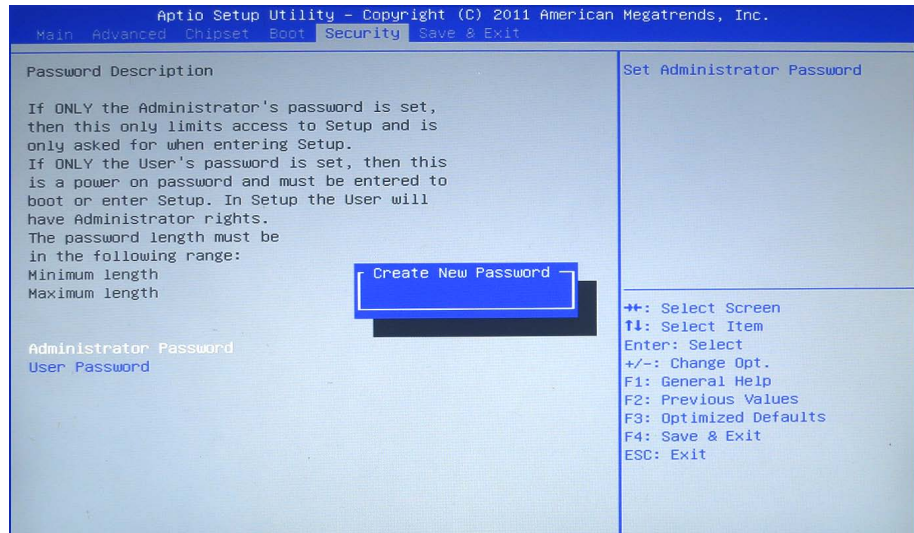 Aptio Setup Utility – Copyright (C) 2011 American Megatrends, Inc.
Main Advanced Chipset Boot Security Save & Exit
Password Description
If ONLY the Administrator's password is set,
then this only limits access to Setup and is
only asked for when entering Setup.
If ONLY the User's password is set, then this
is a power on password and must be entered to
boot or enter Setup. In Setup the User will
have Administrator rights.
The password length must be
in the following range:
Minimum length
Maximum length
Create New Password
Administrator Password
User Password
Set Administrator Password
→←: Select Screen
↑↓: Select Item
Enter: Select
+/-: Change Opt.
F1: General Help
F2: Previous Values
F3: Optimized Defaults
F4: Save & Exit
ESC: Exit